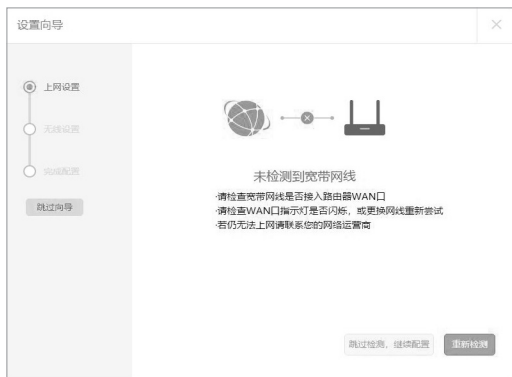 设置向导
上网设置
无线设置
完成配置
跳过向导
未检测到宽带网线
·请检查宽带网线是否接入路由器WAN口
·请检查WAN口指示灯是否闪烁，或更换网线重新尝试
·若仍无法上网请联系您的网络运营商
跳过检测，继续配置
重新检测